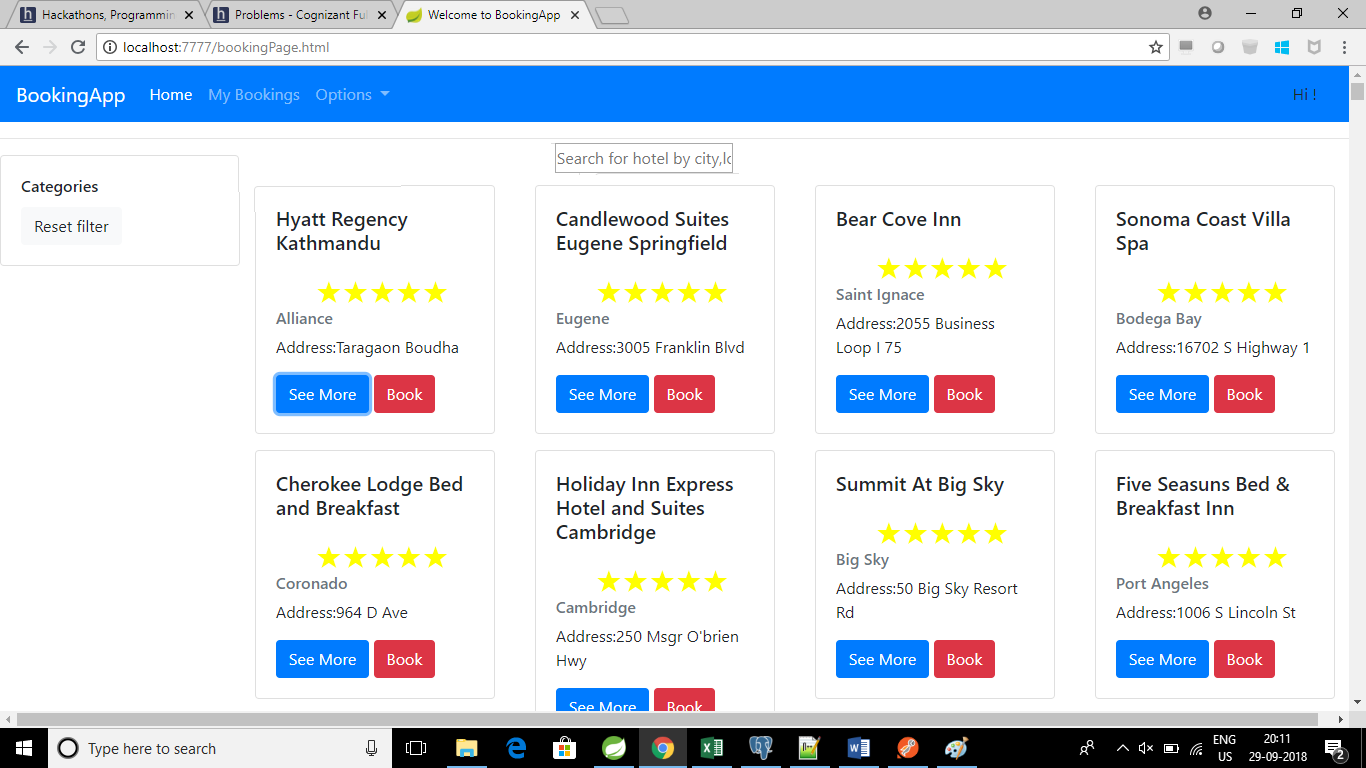 Hackathons, Programmin
Problems - Cognizant Ful
Welcome to BookingApp
localhost:7777/bookingPage.html
BookingApp Home My Bookings Options Hi !
Search for hotel by city,lo
Categories
Reset filter
Hyatt Regency
Kathmandu
Alliance
Address:Taragaon Boudha
See More Book
Candlewood Suites
Eugene Springfield
Eugene
Address:3005 Franklin Blvd
See More Book
Bear Cove Inn
Saint Ignace
Address:2055 Business
Loop I 75
See More Book
Sonoma Coast Villa
Spa
Bodega Bay
Address:16702 S Highway 1
See More Book
Cherokee Lodge Bed
and Breakfast
Coronado
Address:964 D Ave
See More Book
Holiday Inn Express
Hotel and Suites
Cambridge
Cambridge
Address:250 Msgr O'brien
Hwy
See More Book
Summit At Big Sky
Big Sky
Address:50 Big Sky Resort
Rd
See More Book
Five Seasuns Bed &
Breakfast Inn
Port Angeles
Address:1006 S Lincoln St
See More Book
Type here to search
ENG
US
20:11
29-09-2018
2